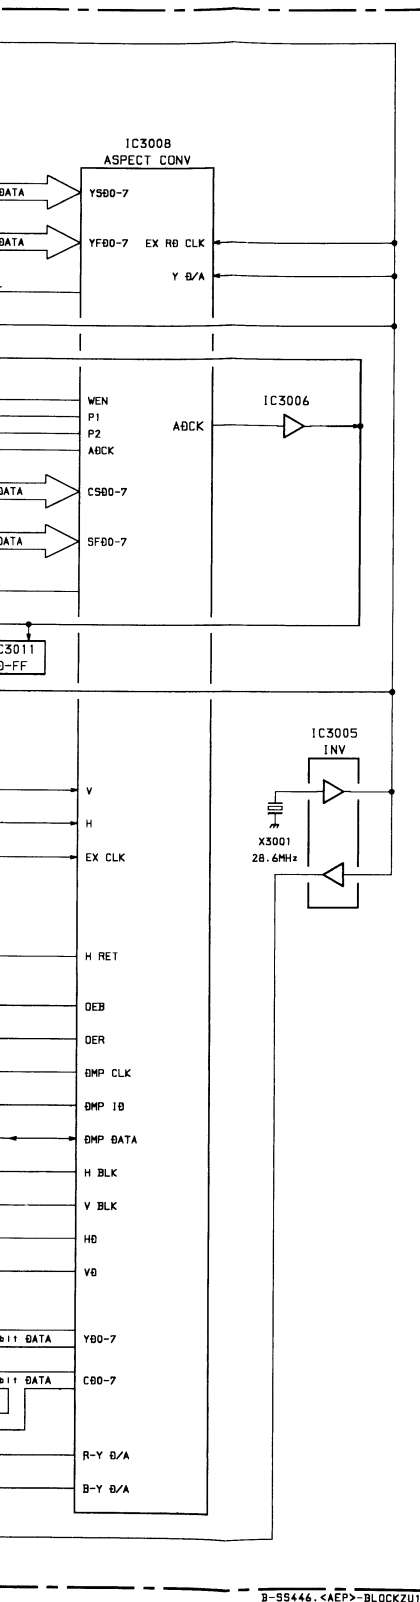 IC3008
ASPECT CONV
DATA
YSD0-7
DATA
YFD0-7
EX RD CLK
Y D/A
WEN
P1
P2
ADCK
ADCK
IC3006
DATA
CSD0-7
DATA
SFD0-7
C3011
D-FF
IC3005
INV
V
H
X3001
28.6MHz
EX CLK
H RET
OEB
OER
DMP CLK
DMP ID
DMP DATA
H BLK
V BLK
HD
VD
bit DATA
YD0-7
bit DATA
CD0-7
R-Y D/A
B-Y D/A
B-SS446.<AEP>-BLOCKZU1